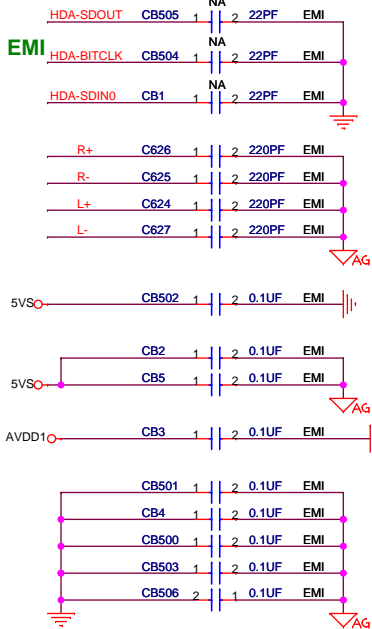 NA
HDA-SDOUT CB505 1 2 22PF EMI
EMI
NA
HDA-BITCLK CB504 1 2 22PF EMI
NA
HDA-SDIN0 CB1 1 2 22PF EMI
R+ C626 1 2 220PF EMI
R- C625 1 2 220PF EMI
L+ C624 1 2 220PF EMI
L- C627 1 2 220PF EMI
AG
5VS CB502 1 2 0.1UF EMI
CB2 1 2 0.1UF EMI
5VS CB5 1 2 0.1UF EMI
AG
AVDD1 CB3 1 2 0.1UF EMI
CB501 1 2 0.1UF EMI
CB4 1 2 0.1UF EMI
CB500 1 2 0.1UF EMI
CB503 1 2 0.1UF EMI
CB506 2 1 0.1UF EMI
AG